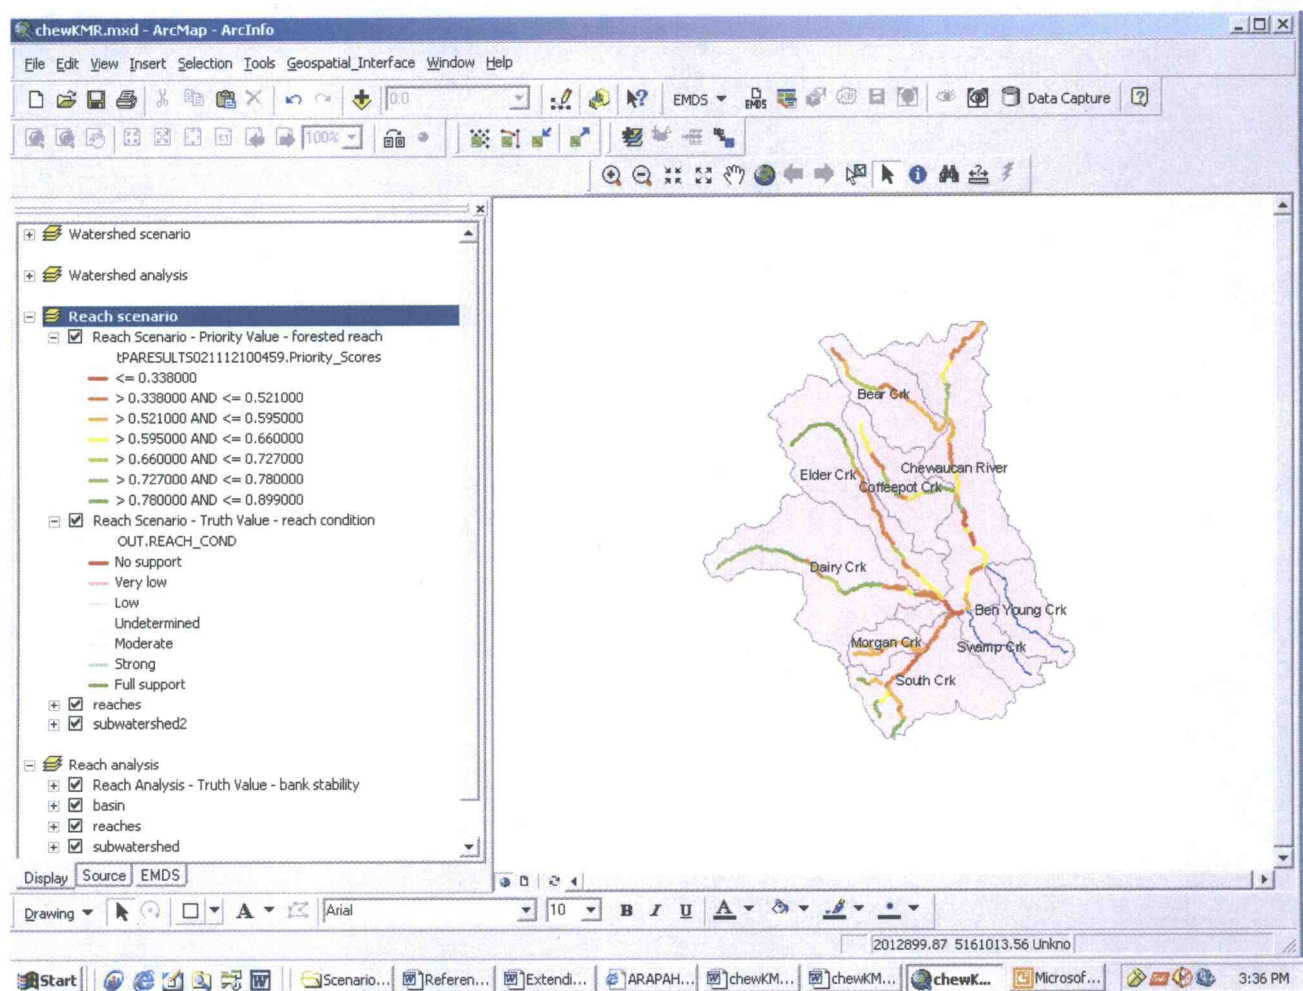 chewKMR.mxd - ArcMap - ArcInfo
File Edit View Insert Selection Tools Geospatial_Interface Window Help
0.0
EMDS
EMDS
Data Capture
100%
Watershed scenario
Watershed analysis
Reach scenario
Reach Scenario - Priority Value - forested reach
tPARESULTS021112100459.Priority_Scores
<= 0.338000
> 0.338000 AND <= 0.521000
> 0.521000 AND <= 0.595000
> 0.595000 AND <= 0.660000
> 0.660000 AND <= 0.727000
> 0.727000 AND <= 0.780000
> 0.780000 AND <= 0.899000
Reach Scenario - Truth Value - reach condition
OUT.REACH_COND
No support
Very low
Low
Undetermined
Moderate
Strong
Full support
reaches
subwatershed2
Reach analysis
Reach Analysis - Truth Value - bank stability
basin
reaches
subwatershed
Display Source EMDS
Bear Crk
Chewaucan River
Elder Crk
Coffeepot Crk
Dairy Crk
Ben Young Crk
Morgan Crk
Swamp Crk
South Crk
Drawing A Arial 10 B I U A
2012899.87 5161013.56 Unkno
Start Scenario... Referen... Extendi... ARAPAH... chewKM... chewKM... chewK... Microsof... 3:36 PM